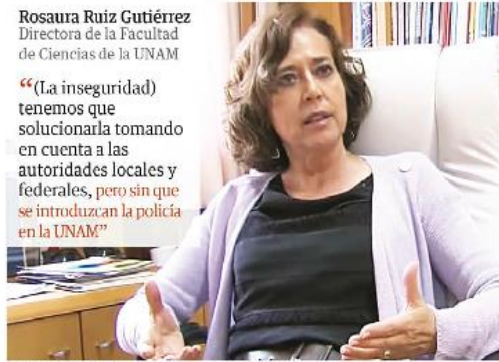 Rosaura Ruiz Gutiérrez
Directora de la Facultad
de Ciencias de la UNAM
“(La inseguridad)
tenemos que
solucionarla tomando
en cuenta a las
autoridades locales y
federales, pero sin que
se introduzcan la policía
en la UNAM”